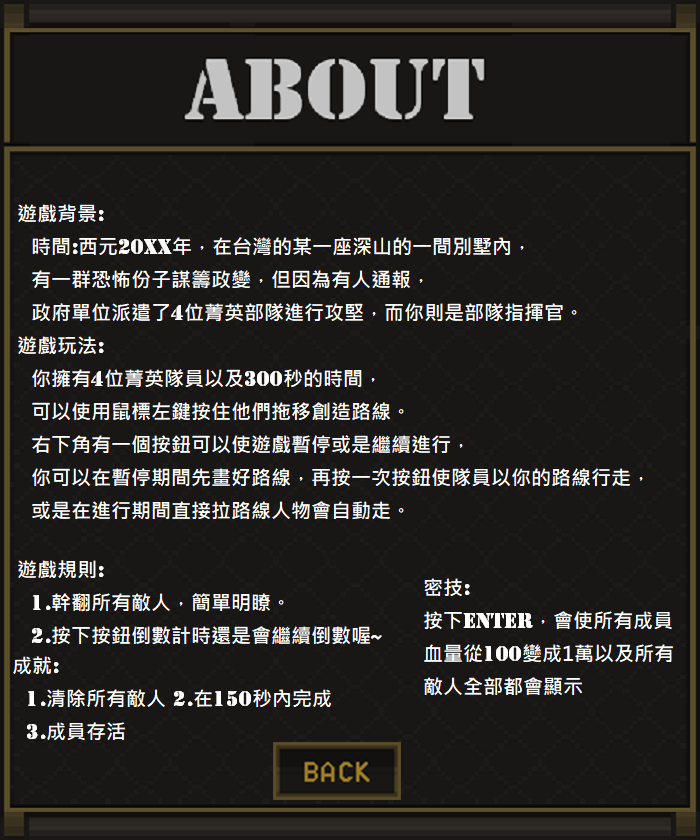 ABOUT
遊戲背景:
時間:西元20XX年，在台灣的某一座深山的一間別墅內，
有一群恐怖份子謀籌政變，但因為有人通報，
政府單位派遣了4位菁英部隊進行攻堅，而你則是部隊指揮官。
遊戲玩法:
你擁有4位菁英隊員以及300秒的時間，
可以使用鼠標左鍵按住他們拖移創造路線。
右下角有一個按鈕可以使遊戲暫停或是繼續進行，
你可以在暫停期間先畫好路線，再按一次按鈕使隊員以你的路線行走，
或是在進行期間直接拉路線人物會自動走。
遊戲規則:
1.幹翻所有敵人，簡單明瞭。
2.按下按鈕倒數計時還是會繼續倒數喔~
成就:
1.清除所有敵人 2.在150秒內完成
3.成員存活
密技:
按下ENTER，會使所有成員
血量從100變成1萬以及所有
敵人全部都會顯示
BACK